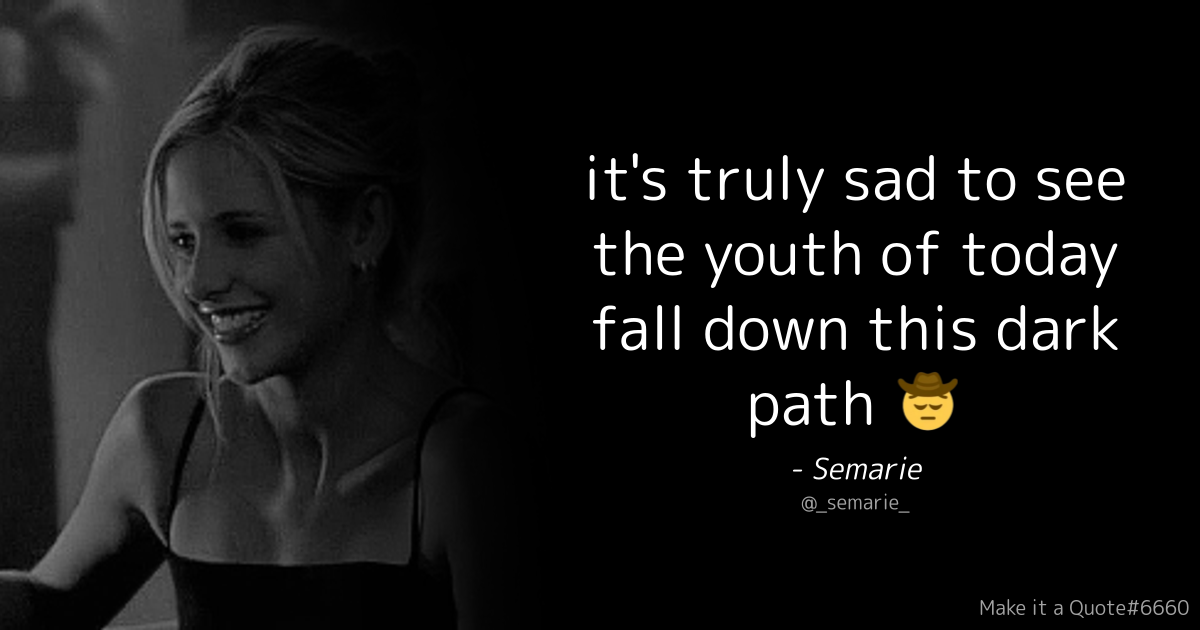 it's truly sad to see
the youth of today
fall down this dark
path 🤠
- Semarie
@_semarie_
Make it a Quote#6660